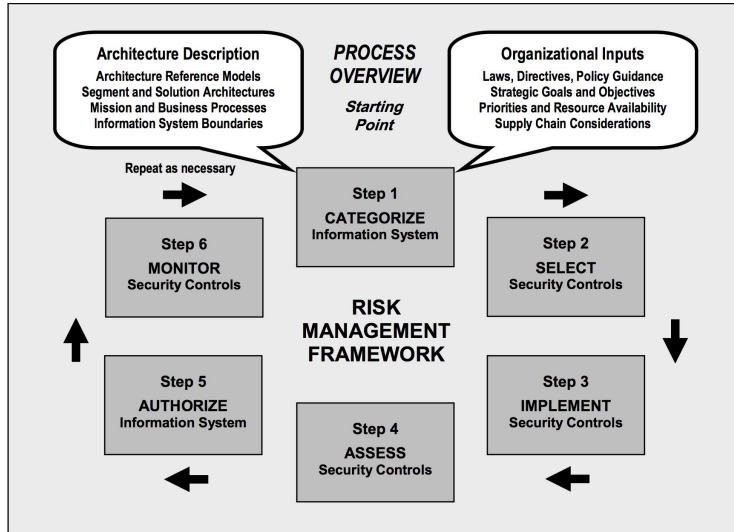 Architecture Description
Architecture Reference Models
Segment and Solution Architectures
Mission and Business Processes
Information System Boundaries
PROCESS
OVERVIEW
Starting
Point
Organizational Inputs
Laws, Directives, Policy Guidance
Strategic Goals and Objectives
Priorities and Resource Availability
Supply Chain Considerations
Repeat as necessary
Step 1
CATEGORIZE
Information System
Step 2
SELECT
Security Controls
Step 3
IMPLEMENT
Security Controls
Step 4
ASSESS
Security Controls
Step 5
AUTHORIZE
Information System
Step 6
MONITOR
Security Controls
RISK
MANAGEMENT
FRAMEWORK